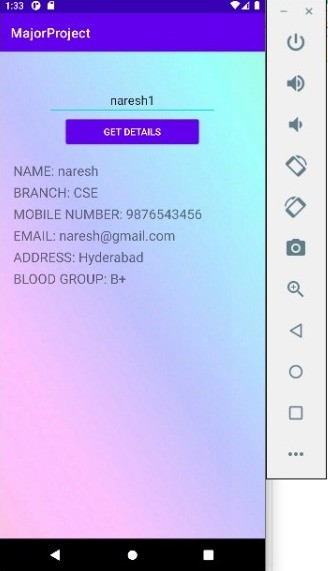 1:33
MajorProject
naresh1
GET DETAILS
NAME: naresh
BRANCH: CSE
MOBILE NUMBER: 9876543456
EMAIL: naresh@gmail.com
ADDRESS: Hyderabad
BLOOD GROUP: B+